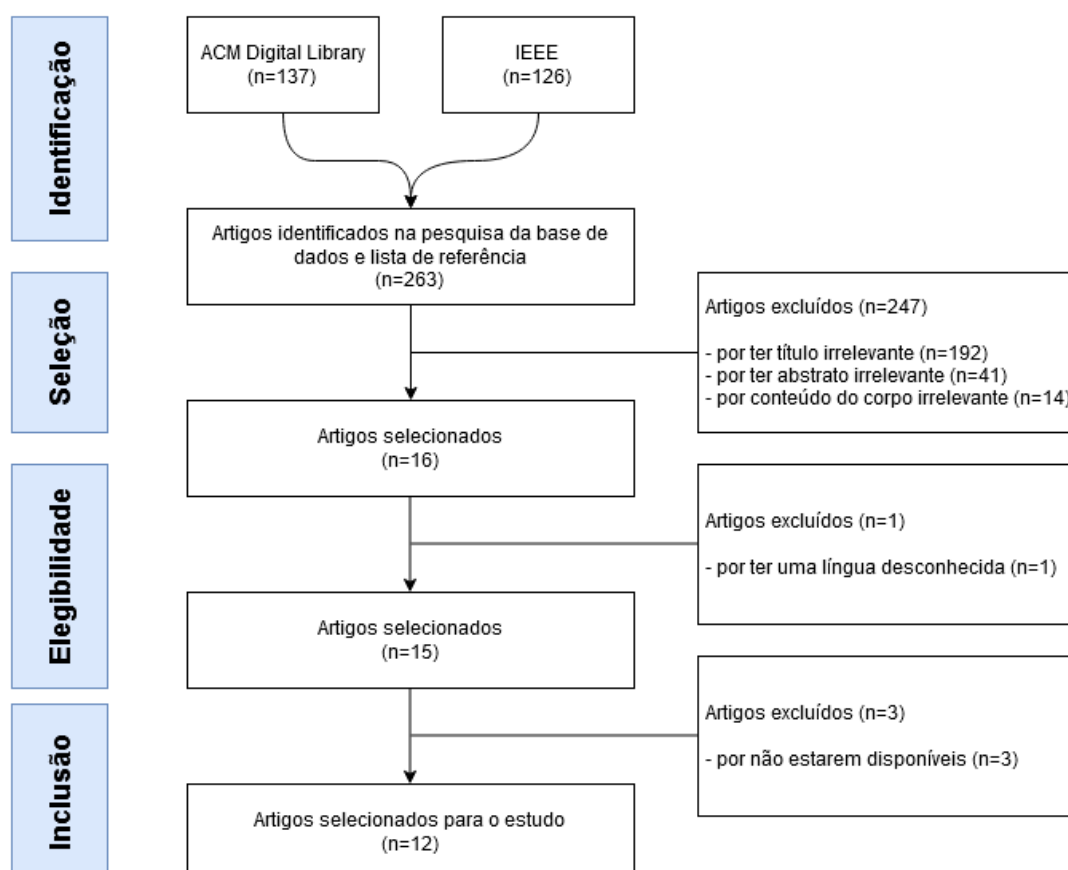 Identificação
ACM Digital Library
(n=137)
IEEE
(n=126)
Artigos identificados na pesquisa da base de
dados e lista de referência
(n=263)
Seleção
Artigos excluídos (n=247)
- por ter título irrelevante (n=192)
- por ter abstrato irrelevante (n=41)
- por conteúdo do corpo irrelevante (n=14)
Artigos selecionados
(n=16)
Elegibilidade
Artigos excluídos (n=1)
- por ter uma língua desconhecida (n=1)
Artigos selecionados
(n=15)
Inclusão
Artigos excluídos (n=3)
- por não estarem disponíveis (n=3)
Artigos selecionados para o estudo
(n=12)